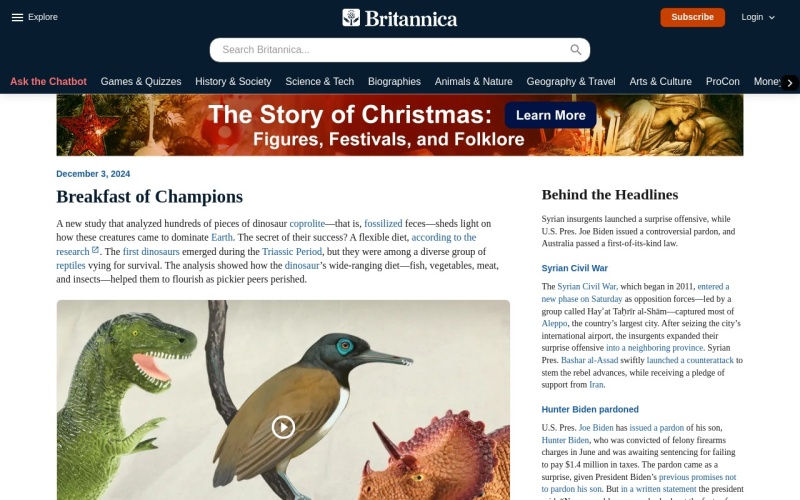 Explore
Britannica
Subscribe
Login
Search Britannica...
Ask the Chatbot
Games & Quizzes
History & Society
Science & Tech
Biographies
Animals & Nature
Geography & Travel
Arts & Culture
ProCon
Money
The Story of Christmas:
Learn More
Figures, Festivals, and Folklore
December 3, 2024
Breakfast of Champions
A new study that analyzed hundreds of pieces of dinosaur coprolite—that is, fossilized feces—sheds light on
how these creatures came to dominate Earth. The secret of their success? A flexible diet, according to the
research. The first dinosaurs emerged during the Triassic Period, but they were among a diverse group of
reptiles vying for survival. The analysis showed how the dinosaur’s wide-ranging diet—fish, vegetables, meat,
and insects—helped them to flourish as pickier peers perished.
Behind the Headlines
Syrian insurgents launched a surprise offensive, while
U.S. Pres. Joe Biden issued a controversial pardon, and
Australia passed a first-of-its-kind law.
Syrian Civil War
The Syrian Civil War, which began in 2011, entered a
new phase on Saturday as opposition forces—led by a
group called Hayʾat Taḥrīr al-Shām—captured most of
Aleppo, the country’s largest city. After seizing the city’s
international airport, the insurgents expanded their
surprise offensive into a neighboring province. Syrian
Pres. Bashar al-Assad swiftly launched a counterattack to
stem the rebel advances, while receiving a pledge of
support from Iran.
Hunter Biden pardoned
U.S. Pres. Joe Biden has issued a pardon of his son,
Hunter Biden, who was convicted of felony firearms
charges in June and was awaiting sentencing for failing
to pay $1.4 million in taxes. The pardon came as a
surprise, given President Biden’s previous promises not
to pardon his son. But in a written statement the president